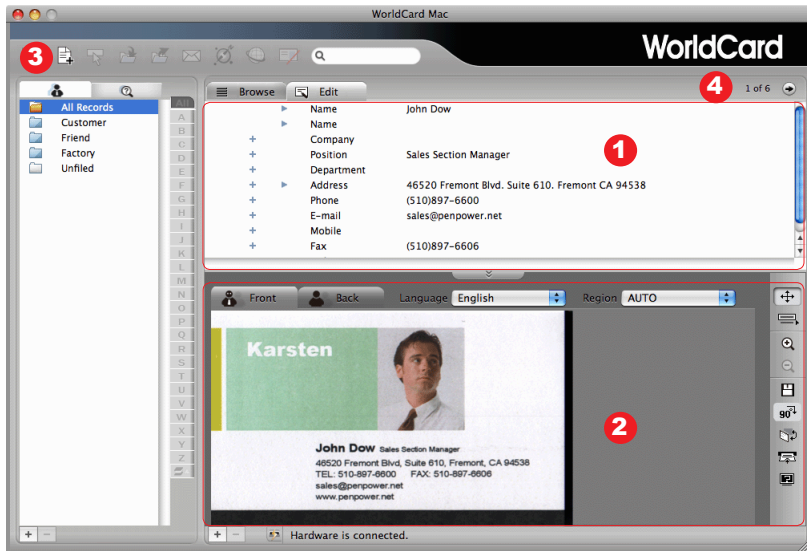 WorldCard Mac
3
WorldCard
4
1 of 6
Browse
Edit
All Records
Customer
Friend
Factory
Unfiled
All
A
B
C
D
E
F
G
H
I
J
K
L
M
N
O
P
Q
R
S
T
U
V
W
X
Y
Z
Name John Dow
Name
Company
1
Position Sales Section Manager
Department
Address 46520 Fremont Blvd. Suite 610. Fremont CA 94538
Phone (510)897-6600
E-mail sales@penpower.net
Mobile
Fax (510)897-6606
Front
Back
Language English
Region AUTO
Karsten
2
90
John Dow Sales Section Manager
46520 Fremont Blvd, Suite 610, Fremont, CA 94538
TEL: 510-897-6600 FAX: 510-897-6606
sales@penpower.net
www.penpower.net
Hardware is connected.